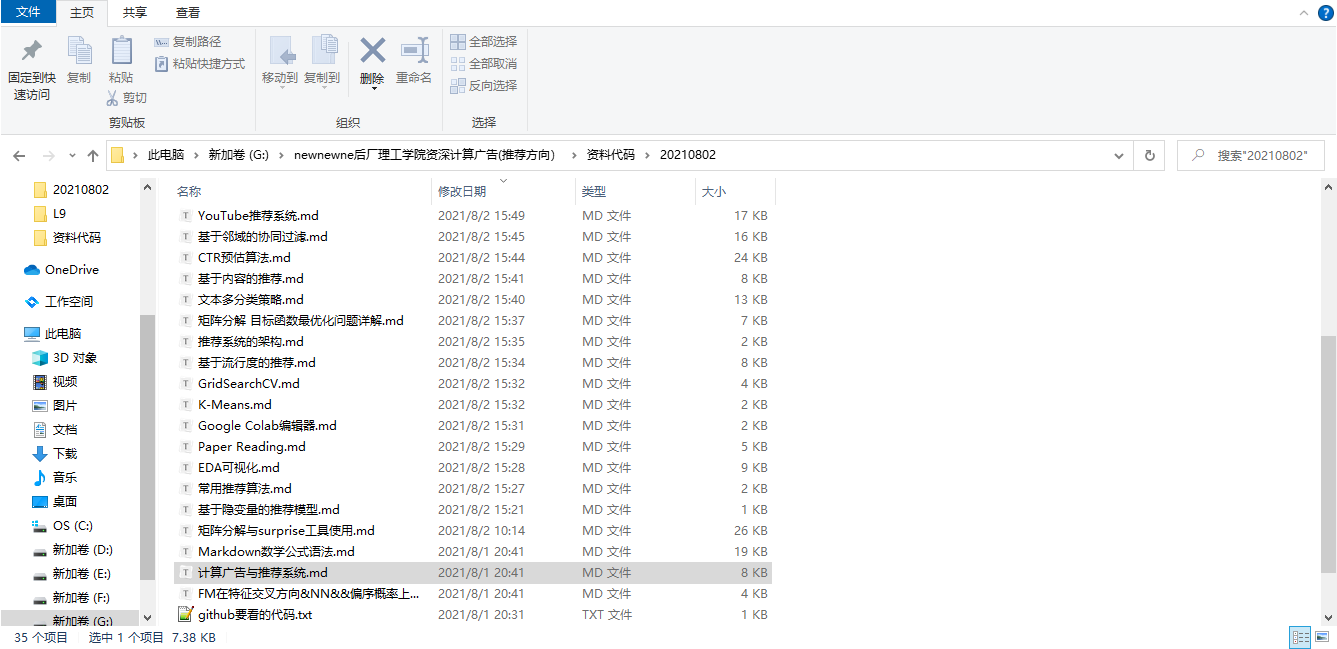 文件 主页 共享 查看
固定到快速访问
复制
粘贴
复制路径
粘贴快捷方式
剪切
剪贴板
移动到
复制到
删除
重命名
组织
全部选择
全部取消
反向选择
选择
此电脑 › 新加卷 (G:) › newnewne后厂理工学院资深计算广告(推荐方向) › 资料代码 › 20210802
搜索"20210802"
20210802
L9
资料代码
OneDrive
工作空间
此电脑
3D 对象
视频
图片
文档
下载
音乐
桌面
OS (C:)
新加卷 (D:)
新加卷 (E:)
新加卷 (F:)
新加卷 (G:)
名称 修改日期 类型 大小
YouTube推荐系统.md 2021/8/2 15:49 MD 文件 17 KB
基于邻域的协同过滤.md 2021/8/2 15:45 MD 文件 16 KB
CTR预估算法.md 2021/8/2 15:44 MD 文件 24 KB
基于内容的推荐.md 2021/8/2 15:41 MD 文件 8 KB
文本多分类策略.md 2021/8/2 15:40 MD 文件 13 KB
矩阵分解 目标函数最优化问题详解.md 2021/8/2 15:37 MD 文件 7 KB
推荐系统的架构.md 2021/8/2 15:35 MD 文件 2 KB
基于流行度的推荐.md 2021/8/2 15:34 MD 文件 8 KB
GridSearchCV.md 2021/8/2 15:32 MD 文件 4 KB
K-Means.md 2021/8/2 15:32 MD 文件 2 KB
Google Colab编辑器.md 2021/8/2 15:31 MD 文件 2 KB
Paper Reading.md 2021/8/2 15:29 MD 文件 5 KB
EDA可视化.md 2021/8/2 15:28 MD 文件 9 KB
常用推荐算法.md 2021/8/2 15:27 MD 文件 2 KB
基于隐变量的推荐模型.md 2021/8/2 15:21 MD 文件 1 KB
矩阵分解与surprise工具使用.md 2021/8/2 10:14 MD 文件 26 KB
Markdown数学公式语法.md 2021/8/1 20:41 MD 文件 19 KB
计算广告与推荐系统.md 2021/8/1 20:41 MD 文件 8 KB
FM在特征交叉方向&NN&&偏序概率上... 2021/8/1 20:41 MD 文件 4 KB
github要看的代码.txt 2021/8/1 20:31 TXT 文件 1 KB
35 个项目 选中 1 个项目 7.38 KB